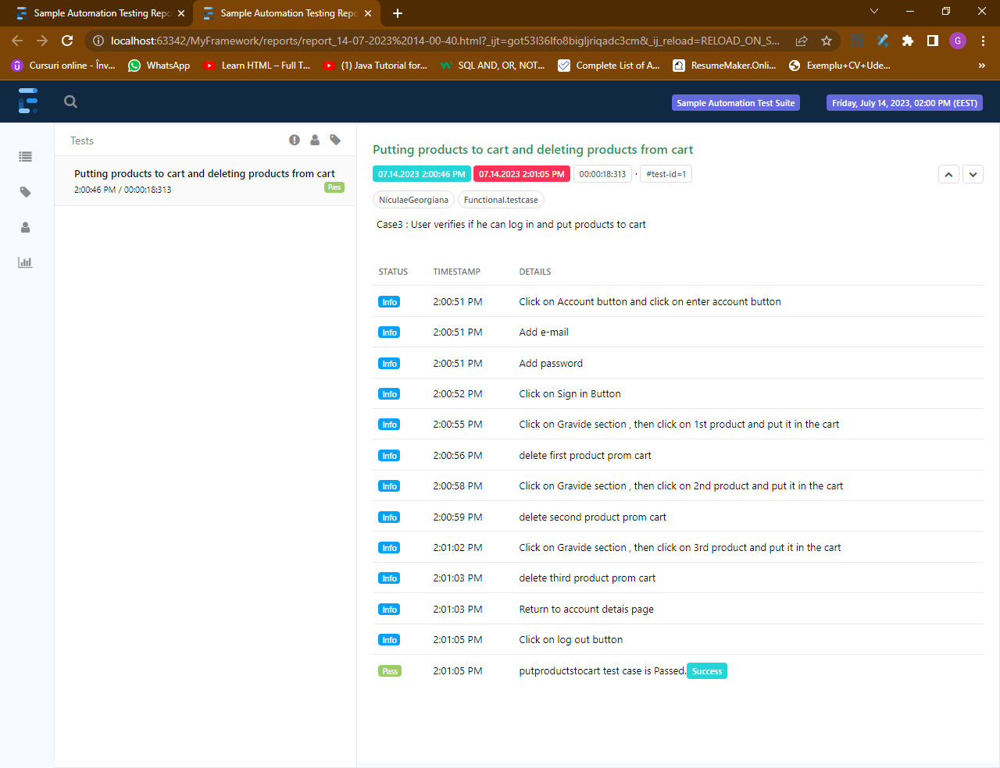 Sample Automation Testing Repo
Sample Automation Testing Repo
localhost:63342/MyFramework/reports/report_14-07-2023%2014-00-40.html?_ijt=got53l36lfo8bigljriqadc3cm&_ij_reload=RELOAD_ON_S...
G
Cursuri online - Înv...
WhatsApp
Learn HTML – Full T...
(1) Java Tutorial for...
SQL AND, OR, NOT...
Complete List of A...
ResumeMaker.Onli...
Exemplu+CV+Ude...
»
Sample Automation Test Suite
Friday, July 14, 2023, 02:00 PM (EEST)
Tests
Putting products to cart and deleting products from cart
2:00:46 PM / 00:00:18:313
Pass
Putting products to cart and deleting products from cart
07.14.2023 2:00:46 PM
07.14.2023 2:01:05 PM
00:00:18:313
· #test-id=1
NiculaeGeorgiana
Functional.testcase
Case3 : User verifies if he can log in and put products to cart
STATUS TIMESTAMP DETAILS
Info 2:00:51 PM Click on Account button and click on enter account button
Info 2:00:51 PM Add e-mail
Info 2:00:51 PM Add password
Info 2:00:52 PM Click on Sign in Button
Info 2:00:55 PM Click on Gravide section , then click on 1st product and put it in the cart
Info 2:00:56 PM delete first product prom cart
Info 2:00:58 PM Click on Gravide section , then click on 2nd product and put it in the cart
Info 2:00:59 PM delete second product prom cart
Info 2:01:02 PM Click on Gravide section , then click on 3rd product and put it in the cart
Info 2:01:03 PM delete third product prom cart
Info 2:01:03 PM Return to account detais page
Info 2:01:05 PM Click on log out button
Pass 2:01:05 PM putproductstocart test case is Passed. Success